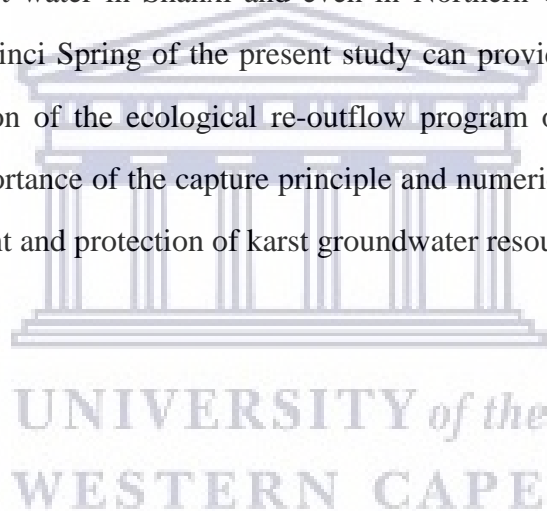 water in Shanxi and even in Northern
inci Spring of the present study can provi
on of the ecological re-outflow program o
ortance of the capture principle and numeri
nt and protection of karst groundwater resou
UNIVERSITY of the
WESTERN CAPE